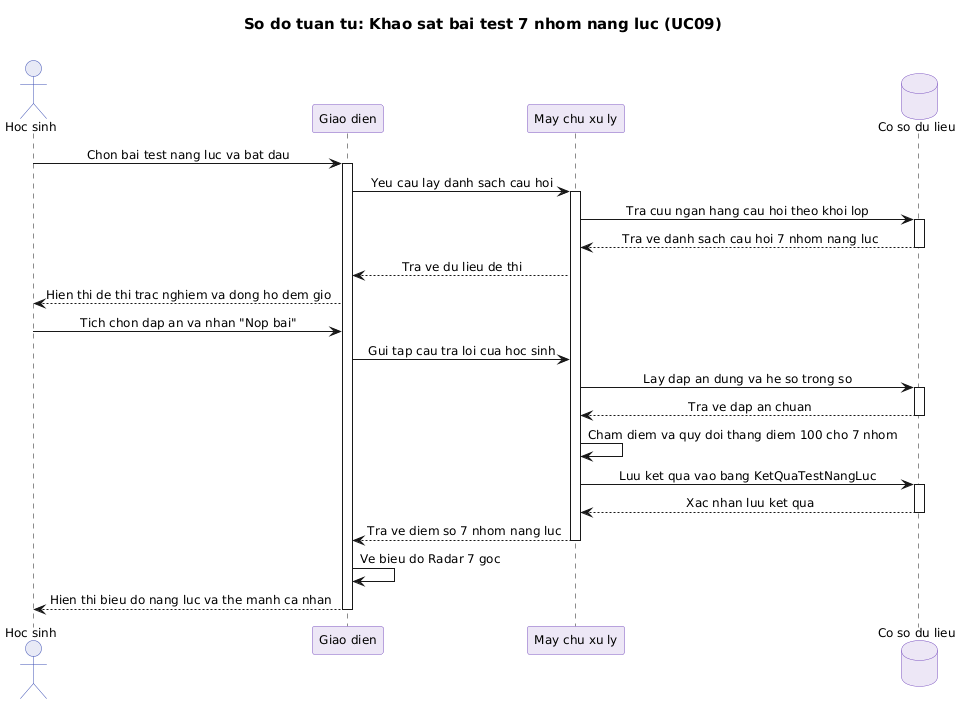 So do tuan tu: Khao sat bai test 7 nhom nang luc (UC09)
Hoc sinh
Giao dien
May chu xu ly
Co so du lieu
Chon bai test nang luc va bat dau
Yeu cau lay danh sach cau hoi
Tra cuu ngan hang cau hoi theo khoi lop
Tra ve danh sach cau hoi 7 nhom nang luc
Tra ve du lieu de thi
Hien thi de thi trac nghiem va dong ho dem gio
Tich chon dap an va nhan "Nop bai"
Gui tap cau tra loi cua hoc sinh
Lay dap an dung va he so trong so
Tra ve dap an chuan
Cham diem va quy doi thang diem 100 cho 7 nhom
Luu ket qua vao bang KetQuaTestNangLuc
Xac nhan luu ket qua
Tra ve diem so 7 nhom nang luc
Ve bieu do Radar 7 goc
Hien thi bieu do nang luc va the manh ca nhan
Hoc sinh
Giao dien
May chu xu ly
Co so du lieu